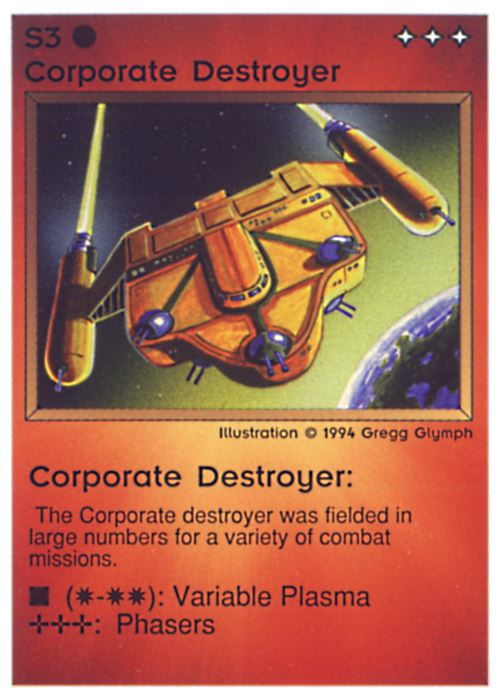 S3 ●
Corporate Destroyer
Illustration © 1994 Gregg Glymph
Corporate Destroyer:
The Corporate destroyer was fielded in
large numbers for a variety of combat
missions.
■ (✷-✷✷): Variable Plasma
✢✢✢: Phasers